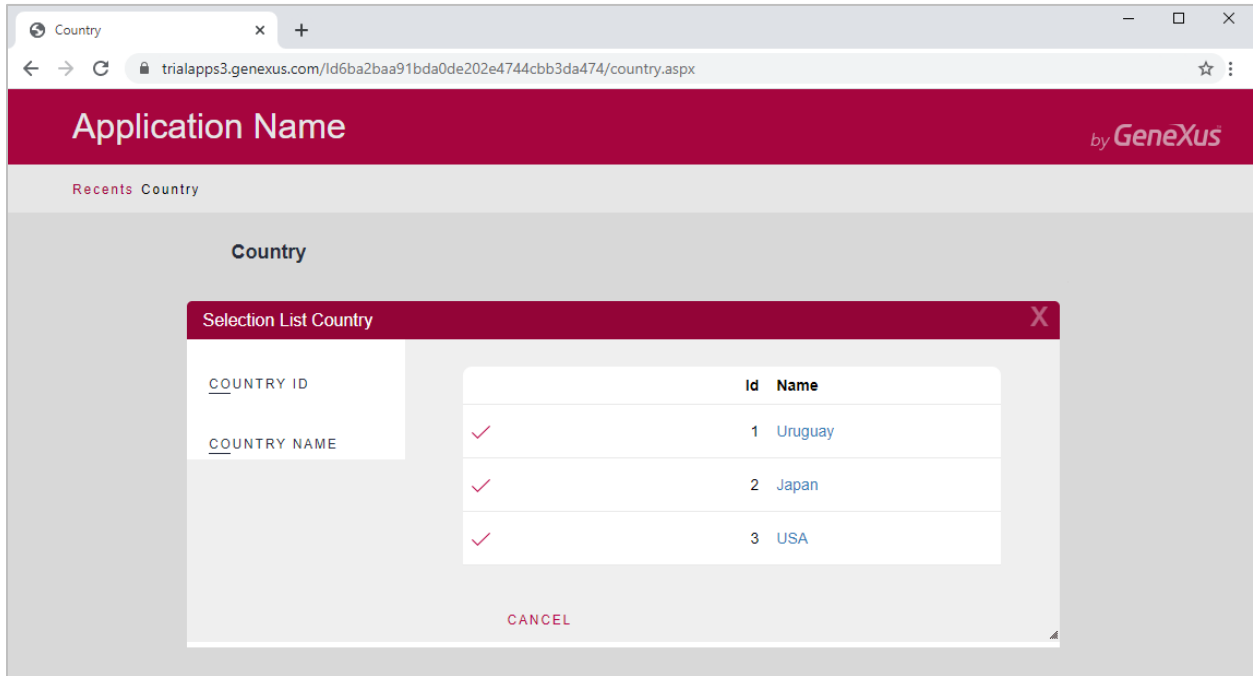 Country
trialapps3.genexus.com/Id6ba2baa91bda0de202e4744cbb3da474/country.aspx
Application Name
by GeneXus
Recents Country
Country
Selection List Country X
COUNTRY ID
COUNTRY NAME
Id Name
1 Uruguay
2 Japan
3 USA
CANCEL